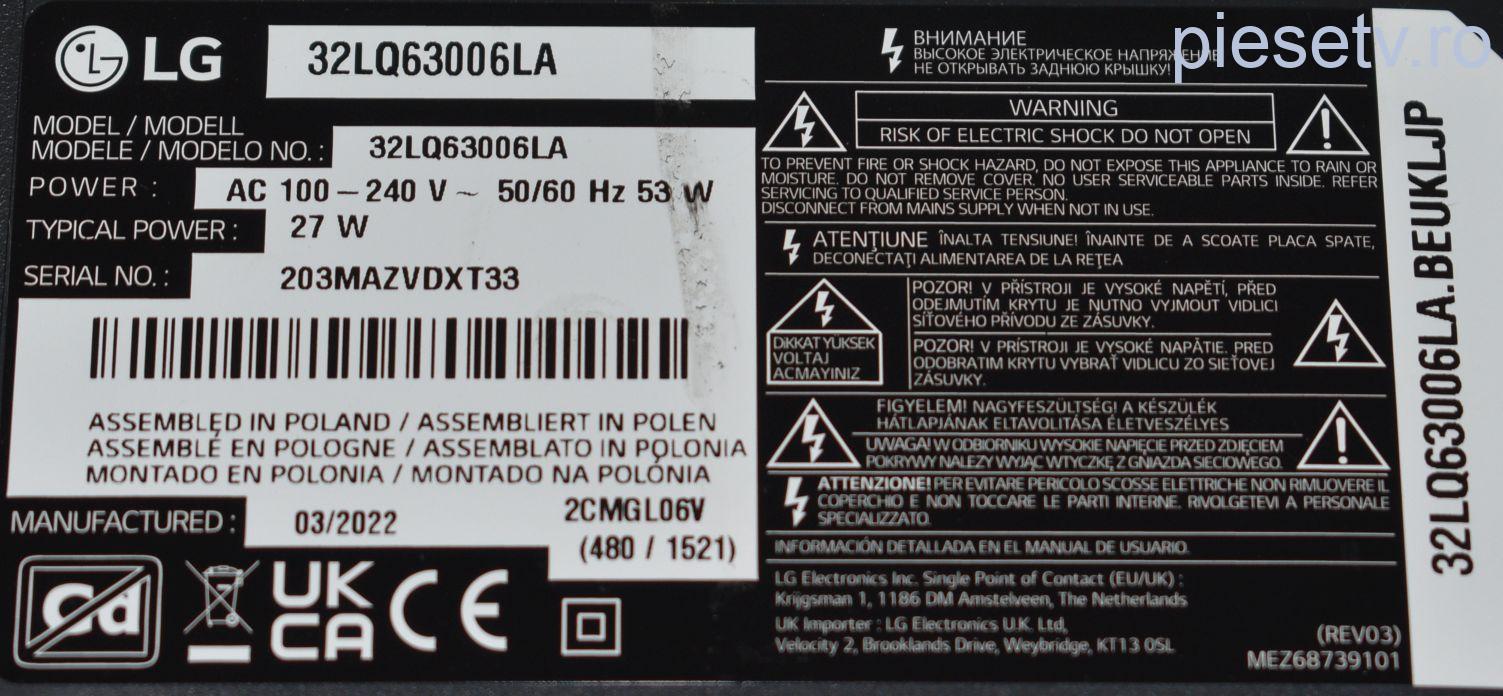 LG
32LQ63006LA
MODEL / MODELL
MODELE / MODELO NO. : 32LQ63006LA
POWER : AC 100 – 240 V ~ 50/60 Hz 53 W
TYPICAL POWER : 27 W
SERIAL NO. : 203MAZVDXT33
ASSEMBLED IN POLAND / ASSEMBLIERT IN POLEN
ASSEMBLÉ EN POLOGNE / ASSEMBLATO IN POLONIA
MONTADO EN POLONIA / MONTADO NA POLÓNIA
MANUFACTURED : 03/2022
2CMGL06V
(480 / 1521)
Cd
UK
CA
CE
ВНИМАНИЕ
ВЫСОКОЕ ЭЛЕКТРИЧЕСКОЕ НАПРЯЖЕНИЕ
НЕ ОТКРЫВАТЬ ЗАДНЮЮ КРЫШКУ!
WARNING
RISK OF ELECTRIC SHOCK DO NOT OPEN
TO PREVENT FIRE OR SHOCK HAZARD, DO NOT EXPOSE THIS APPLIANCE TO RAIN OR
MOISTURE. DO NOT REMOVE COVER. NO USER SERVICEABLE PARTS INSIDE. REFER
SERVICING TO QUALIFIED SERVICE PERSON.
DISCONNECT FROM MAINS SUPPLY WHEN NOT IN USE.
ATENŢIUNE ÎNALTA TENSIUNE! ÎNAINTE DE A SCOATE PLACA SPATE,
DECONECTAŢI ALIMENTAREA DE LA REŢEA
DİKKAT YÜKSEK
VOLTAJ
AÇMAYINIZ
POZOR! V PŘÍSTROJI JE VYSOKÉ NAPĚTÍ, PŘED
ODEJMUTÍM KRYTU JE NUTNO VYJMOUT VIDLICI
SÍŤOVÉHO PŘÍVODU ZE ZÁSUVKY.
POZOR! V PRÍSTROJI JE VYSOKÉ NAPÄTIE. PRED
ODOBRATIM KRYTU VYBRAŤ VIDLICU ZO SIEŤOVEJ
ZÁSUVKY.
FIGYELEM! NAGYFESZÜLTSÉG! A KÉSZÜLÉK
HÁTLAPJÁNAK ELTAVOLÍTÁSA ÉLETVESZÉLYES
UWAGA! W ODBIORNIKU WYSOKIE NAPIĘCIE PRZED ZDJĘCIEM
POKRYWY NALEŻY WYJĄĆ WTYCZKĘ Z GNIAZDA SIECIOWEGO.
ATTENZIONE! PER EVITARE PERICOLO SCOSSE ELETTRICHE NON RIMUOVERE IL
COPERCHIO E NON TOCCARE LE PARTI INTERNE. RIVOLGETEVI A PERSONALE
SPECIALIZZATO.
INFORMACIÓN DETALLADA EN EL MANUAL DE USUARIO.
LG Electronics Inc. Single Point of Contact (EU/UK) :
Krijgsman 1, 1186 DM Amstelveen, The Netherlands
UK Importer : LG Electronics U.K. Ltd,
Velocity 2, Brooklands Drive, Weybridge, KT13 0SL
(REV03)
MEZ68739101
32LQ63006LA.BEUKLJP
piesetv.ro